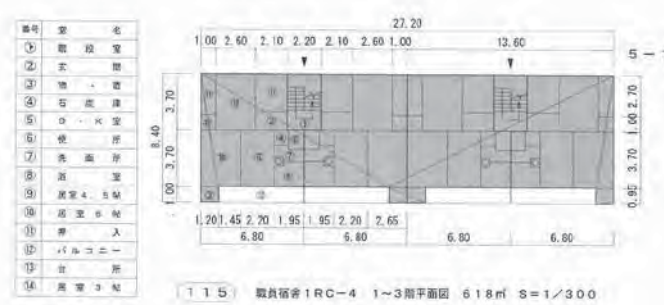 番号 室名
① 階段室
② 玄関
③ 物・置
④ 石炭庫
⑤ D・K室
⑥ 便所
⑦ 洗面所
⑧ 浴室
⑨ 居室4.5帖
⑩ 居室6帖
⑪ 押入
⑫ バルコニー
⑬ 台所
⑭ 居室3帖
27.20
1.00 2.60 2.10 2.20 2.10 2.60 1.00 13.60
3.70
8.40
3.70
1.00
2.70
1.00
3.70
0.95
1.20 1.45 2.20 1.95 1.95 2.20 2.65
6.80 6.80 6.80 6.80
115 職員宿舎1RC-4 1~3階平面図 618㎡ S=1/300